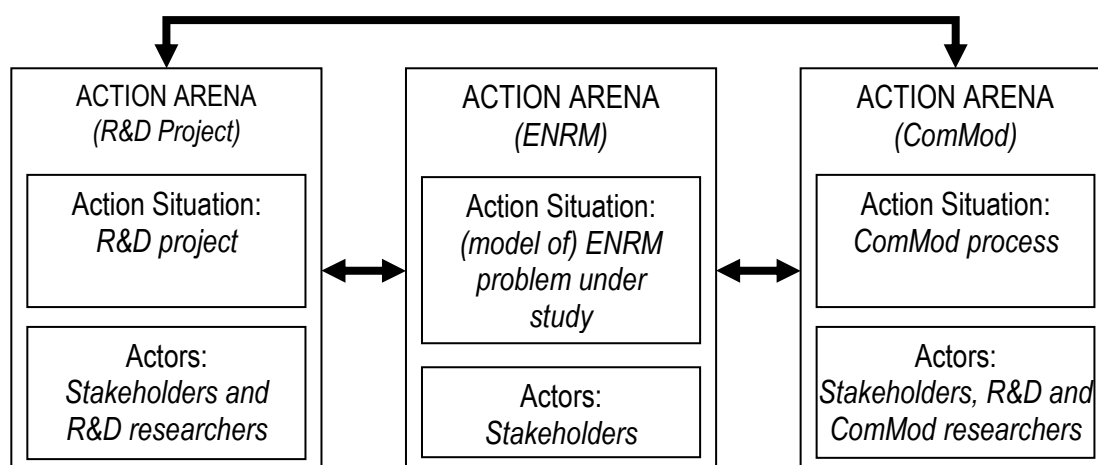 ACTION ARENA
(R&D Project)
Action Situation:
R&D project
Actors:
Stakeholders and
R&D researchers
ACTION ARENA
(ENRM)
Action Situation:
(model of) ENRM
problem under
study
Actors:
Stakeholders
ACTION ARENA
(ComMod)
Action Situation:
ComMod process
Actors:
Stakeholders, R&D and
ComMod researchers